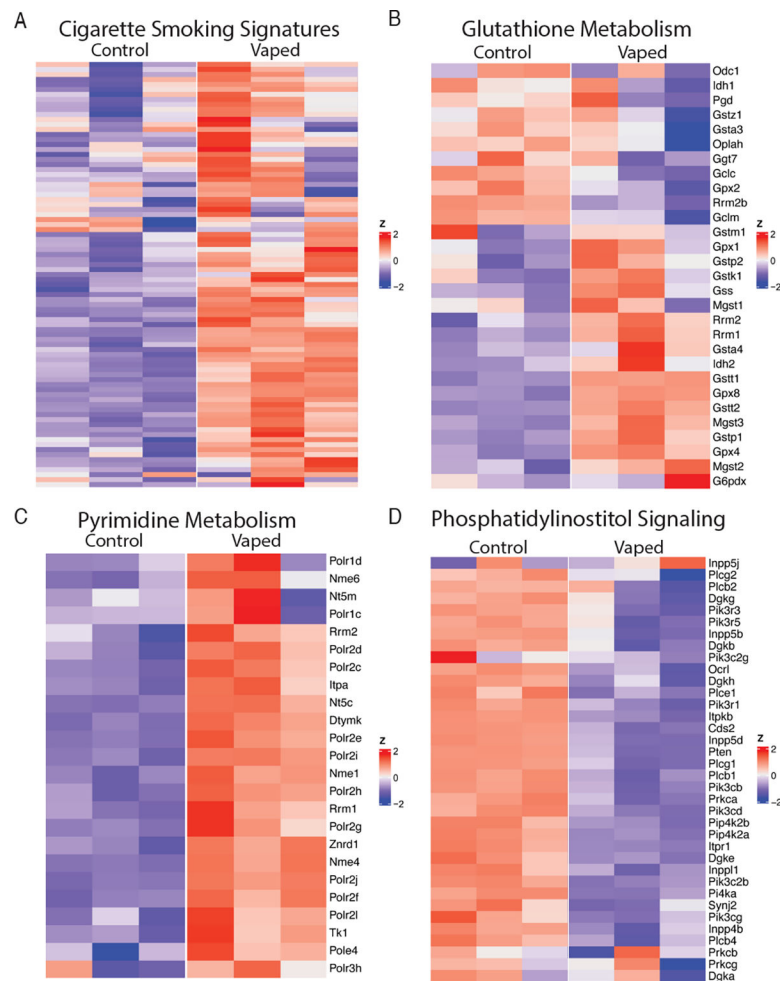 A
Cigarette Smoking Signatures
Control Vaped
z
2
0
−2
B
Glutathione Metabolism
Control Vaped
Odc1
Idh1
Pgd
Gstz1
Gsta3
Oplah
Ggt7
Gclc
Gpx2
Rrm2b
Gclm
Gstm1
Gpx1
Gstp2
Gstk1
Gss
Mgst1
Rrm2
Rrm1
Gsta4
Idh2
Gstt1
Gpx8
Gstt2
Mgst3
Gstp1
Gpx4
Mgst2
G6pdx
z
2
0
−2
C
Pyrimidine Metabolism
Control Vaped
Polr1d
Nme6
Nt5m
Polr1c
Rrm2
Polr2d
Polr2c
Itpa
Nt5c
Dtymk
Polr2e
Polr2i
Nme1
Polr2h
Rrm1
Polr2g
Znrd1
Nme4
Polr2j
Polr2f
Polr2l
Tk1
Pole4
Polr3h
z
2
0
−2
D
Phosphatidylinostitol Signaling
Control Vaped
Inpp5j
Plcg2
Plcb2
Dgkg
Pik3r3
Pik3r5
Inpp5b
Dgkb
Pik3c2g
Ocrl
Dgkh
Plce1
Pik3r1
Itpkb
Cds2
Inpp5d
Pten
Plcg1
Plcb1
Pik3cb
Prkca
Pik3cd
Pip4k2b
Pip4k2a
Itpr1
Dgke
Inppl1
Pik3c2b
Pi4ka
Synj2
Pik3cg
Inpp4b
Plcb4
Prkcb
Prkcg
Dgka
z
2
0
−2